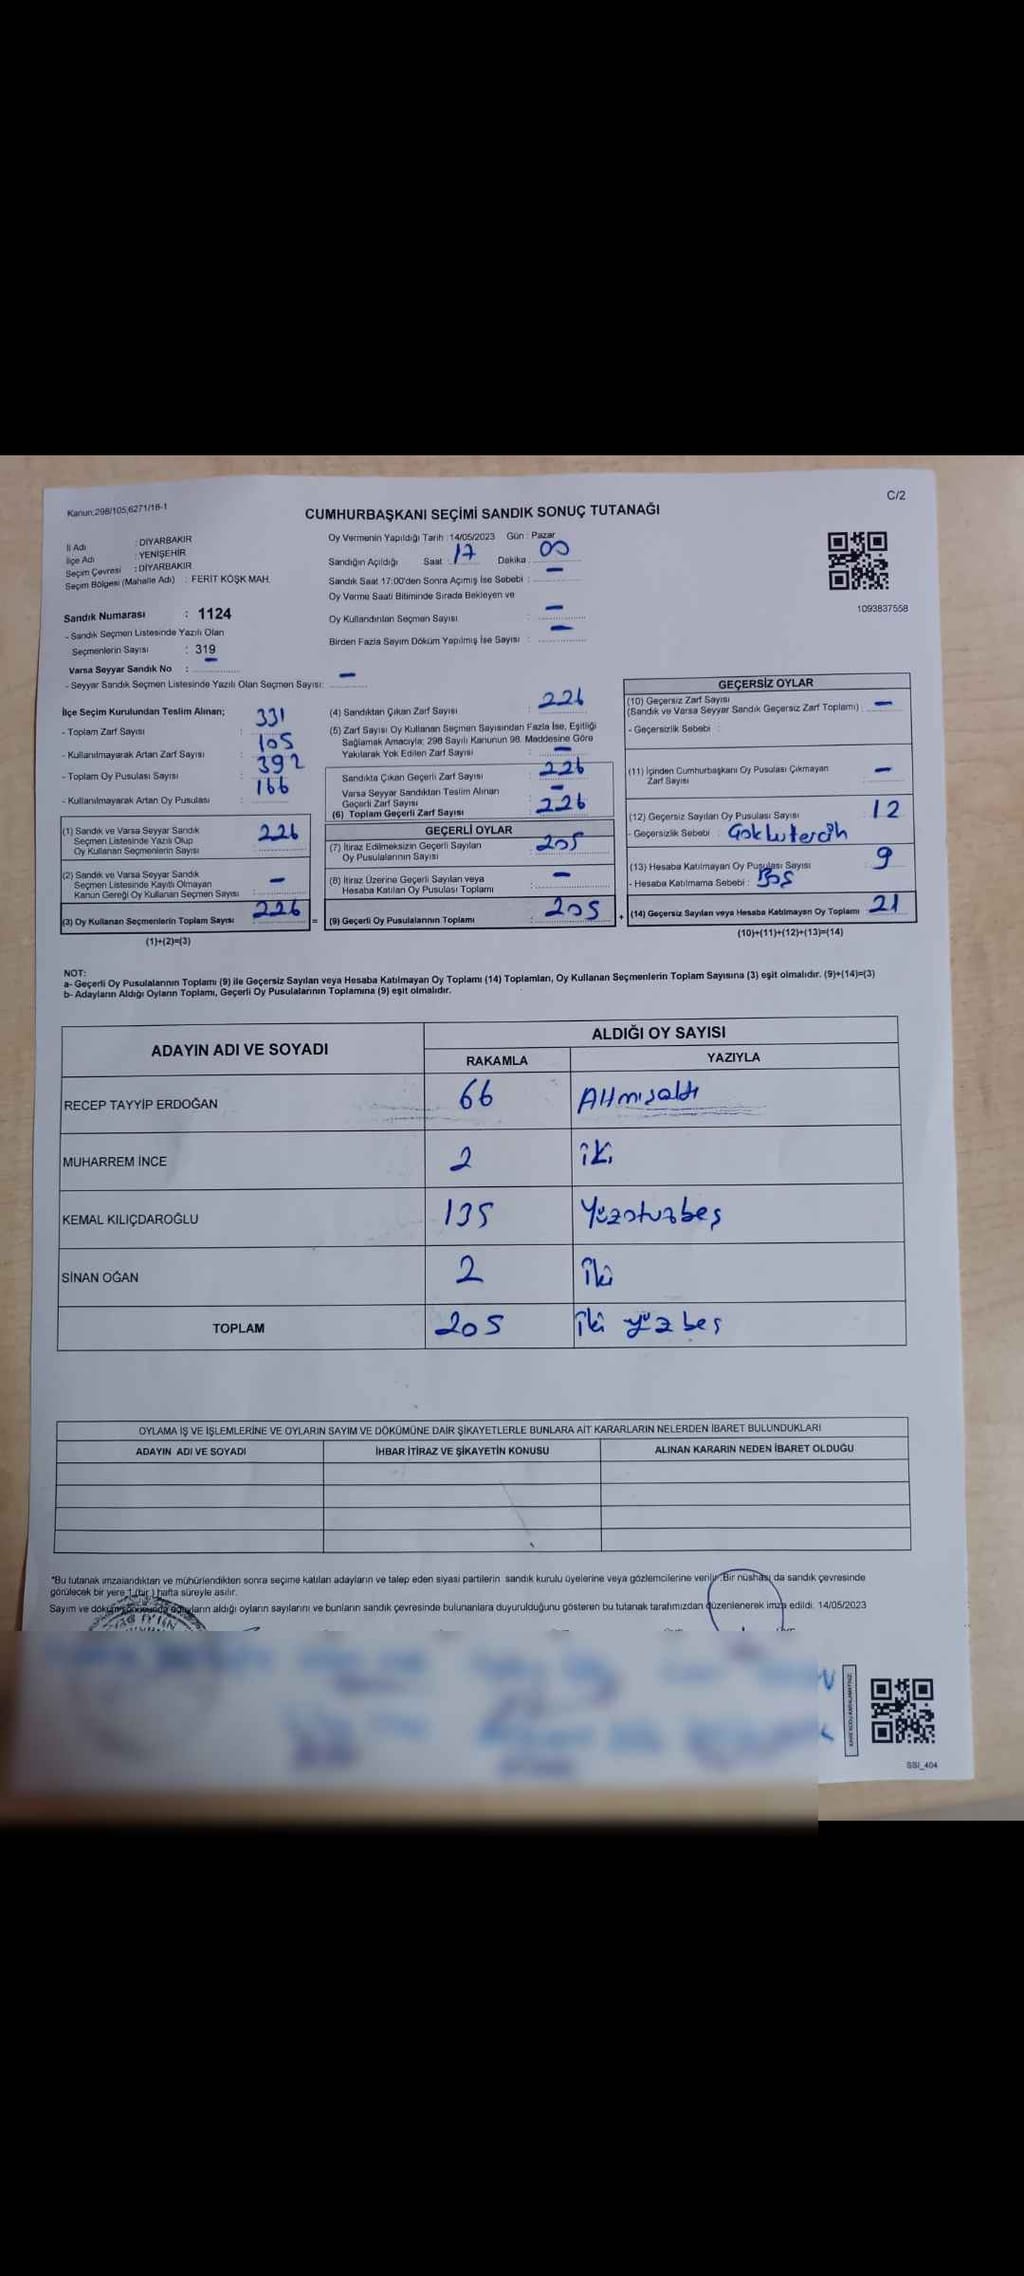 Kanun:298/105,6271/18-1
C/2
CUMHURBAŞKANI SEÇİMİ SANDIK SONUÇ TUTANAĞI
İl Adı : DİYARBAKIR
İlçe Adı : YENİŞEHİR
Seçim Çevresi : DİYARBAKIR
Seçim Bölgesi (Mahalle Adı) : FERİT KÖŞK MAH.
Sandık Numarası : 1124
- Sandık Seçmen Listesinde Yazılı Olan
Seçmenlerin Sayısı : 319
Varsa Seyyar Sandık No : -
- Seyyar Sandık Seçmen Listesinde Yazılı Olan Seçmen Sayısı: -
Oy Vermenin Yapıldığı Tarih : 14/05/2023 Gün : Pazar
Sandığın Açıldığı Saat : 17 Dakika : 00
Sandık Saat 17:00'den Sonra Açımış İse Sebebi : -
Oy Verme Saati Bitiminde Sırada Bekleyen ve
Oy Kullandırılan Seçmen Sayısı : -
Birden Fazla Sayım Döküm Yapılmış İse Sayısı : -
1093837558
İlçe Seçim Kurulundan Teslim Alınan;
- Toplam Zarf Sayısı : 331
- Kullanılmayarak Artan Zarf Sayısı : 105
- Toplam Oy Pusulası Sayısı : 392
- Kullanılmayarak Artan Oy Pusulası : 166
(1) Sandık ve Varsa Seyyar Sandık
Seçmen Listesinde Yazılı Olup
Oy Kullanan Seçmenlerin Sayısı : 226
(2) Sandık ve Varsa Seyyar Sandık
Seçmen Listesinde Kayıtlı Olmayan
Kanun Gereği Oy Kullanan Seçmen Sayısı : -
(3) Oy Kullanan Seçmenlerin Toplam Sayısı : 226 =
(1)+(2)=(3)
(4) Sandıktan Çıkan Zarf Sayısı : 226
(5) Zarf Sayısı Oy Kullanan Seçmen Sayısından Fazla İse, Eşitliği
Sağlamak Amacıyla; 298 Sayılı Kanunun 98. Maddesine Göre
Yakılarak Yok Edilen Zarf Sayısı : -
Sandıkta Çıkan Geçerli Zarf Sayısı : 226
Varsa Seyyar Sandıktan Teslim Alınan
Geçerli Zarf Sayısı : -
(6) Toplam Geçerli Zarf Sayısı : 226
GEÇERLİ OYLAR
(7) İtiraz Edilmeksizin Geçerli Sayılan
Oy Pusulalarının Sayısı : 205
(8) İtiraz Üzerine Geçerli Sayılan veya
Hesaba Katılan Oy Pusulası Toplamı : -
(9) Geçerli Oy Pusulalarının Toplamı : 205 +
GEÇERSİZ OYLAR
(10) Geçersiz Zarf Sayısı
(Sandık ve Varsa Seyyar Sandık Geçersiz Zarf Toplamı) : -
- Geçersizlik Sebebi :
(11) İçinden Cumhurbaşkanı Oy Pusulası Çıkmayan
Zarf Sayısı : -
(12) Geçersiz Sayılan Oy Pusulası Sayısı : 12
- Geçersizlik Sebebi : Çoklu tercih
(13) Hesaba Katılmayan Oy Pusulası Sayısı : 9
- Hesaba Katılmama Sebebi : Boş
(14) Geçersiz Sayılan veya Hesaba Katılmayan Oy Toplamı : 21
(10)+(11)+(12)+(13)=(14)
NOT:
a- Geçerli Oy Pusulalarının Toplamı (9) ile Geçersiz Sayılan veya Hesaba Katılmayan Oy Toplamı (14) Toplamları, Oy Kullanan Seçmenlerin Toplam Sayısına (3) eşit olmalıdır. (9)+(14)=(3)
b- Adayların Aldığı Oyların Toplamı, Geçerli Oy Pusulalarının Toplamına (9) eşit olmalıdır.
ADAYIN ADI VE SOYADI
ALDIĞI OY SAYISI
RAKAMLA YAZIYLA
RECEP TAYYİP ERDOĞAN 66 Altmışaltı
MUHARREM İNCE 2 iki
KEMAL KILIÇDAROĞLU 135 Yüzotuzbeş
SİNAN OĞAN 2 İki
TOPLAM 205 İki yüz beş
OYLAMA İŞ VE İŞLEMLERİNE VE OYLARIN SAYIM VE DÖKÜMÜNE DAİR ŞİKAYETLERLE BUNLARA AİT KARARLARIN NELERDEN İBARET BULUNDUKLARI
ADAYIN ADI VE SOYADI İHBAR İTİRAZ VE ŞİKAYETİN KONUSU ALINAN KARARIN NEDEN İBARET OLDUĞU
*Bu tutanak imzalandıktan ve mühürlendikten sonra seçime katılan adayların ve talep eden siyasi partilerin sandık kurulu üyelerine veya gözlemcilerine verilir. Bir nüshası da sandık çevresinde
görülecek bir yere 1 (bir) hafta süreyle asılır.
Sayım ve döküm sonucunda adayların aldığı oyların sayılarını ve bunların sandık çevresinde bulunanlara duyurulduğunu gösteren bu tutanak tarafımızdan düzenlenerek imza edildi. 14/05/2023
SSI_404